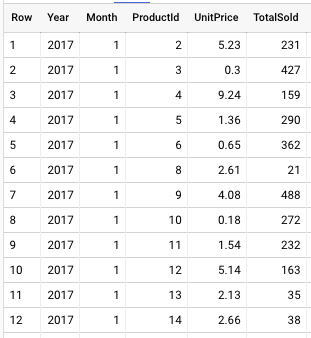 Row Year Month ProductId UnitPrice TotalSold
1 2017 1 2 5.23 231
2 2017 1 3 0.3 427
3 2017 1 4 9.24 159
4 2017 1 5 1.36 290
5 2017 1 6 0.65 362
6 2017 1 8 2.61 21
7 2017 1 9 4.08 488
8 2017 1 10 0.18 272
9 2017 1 11 1.54 232
10 2017 1 12 5.14 163
11 2017 1 13 2.13 35
12 2017 1 14 2.66 38